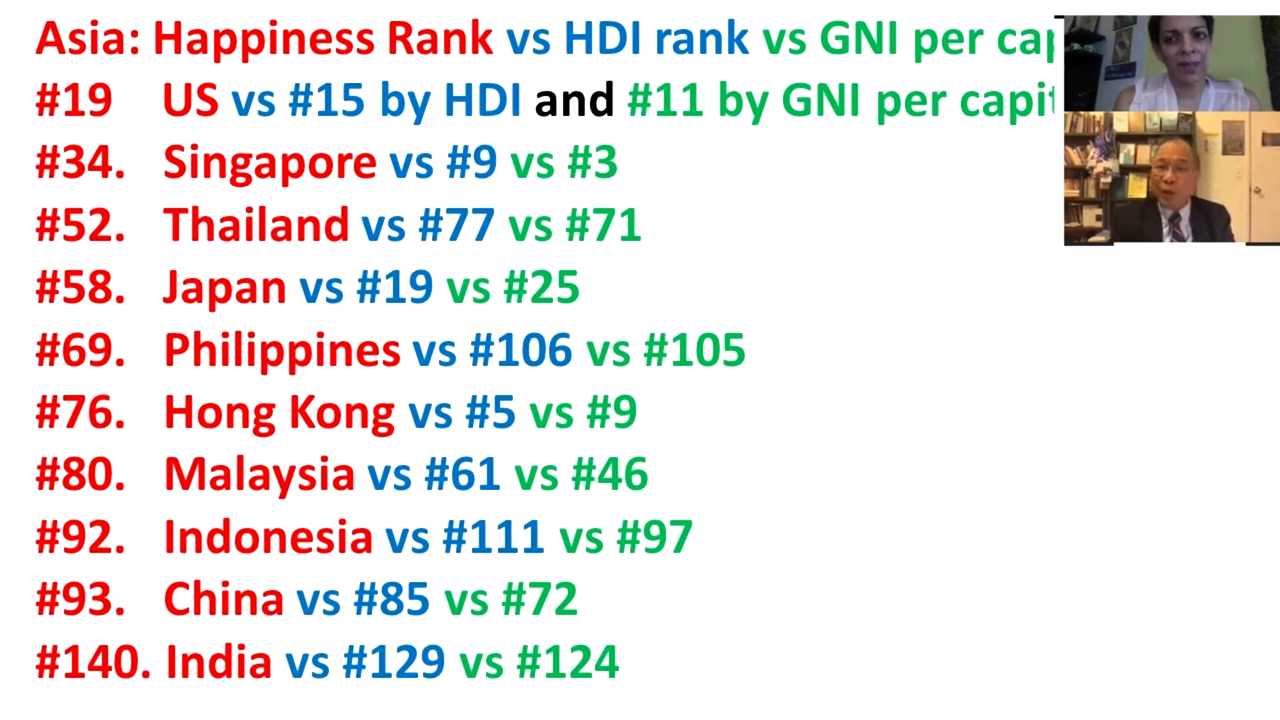 Asia: Happiness Rank vs HDI rank vs GNI per cap
#19 US vs #15 by HDI and #11 by GNI per capit
#34. Singapore vs #9 vs #3
#52. Thailand vs #77 vs #71
#58. Japan vs #19 vs #25
#69. Philippines vs #106 vs #105
#76. Hong Kong vs #5 vs #9
#80. Malaysia vs #61 vs #46
#92. Indonesia vs #111 vs #97
#93. China vs #85 vs #72
#140. India vs #129 vs #124